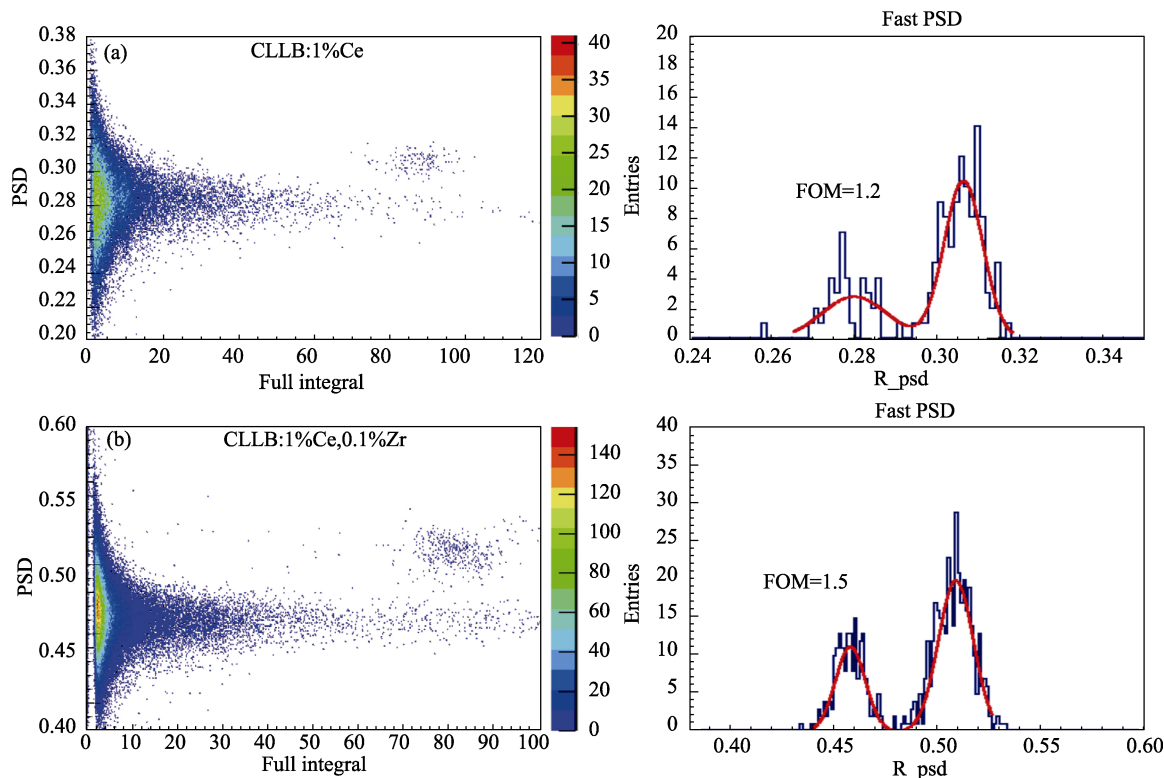 (a) CLLB:1%Ce
0.38
0.36
0.34
0.32
0.30
0.28
0.26
0.24
0.22
0.20
PSD
0 20 40 60 80 100 120
Full integral
40
35
30
25
20
15
10
5
0
Entries
Fast PSD
20
18
16
14
12
10
8
6
4
2
0
FOM=1.2
0.24 0.26 0.28 0.30 0.32 0.34
R_psd
(b) CLLB:1%Ce,0.1%Zr
0.60
0.55
0.50
0.45
0.40
PSD
0 10 20 30 40 50 60 70 80 90 100
Full integral
140
120
100
80
60
40
20
0
Entries
Fast PSD
40
35
30
25
20
15
10
5
0
FOM=1.5
0.40 0.45 0.50 0.55 0.60
R_psd